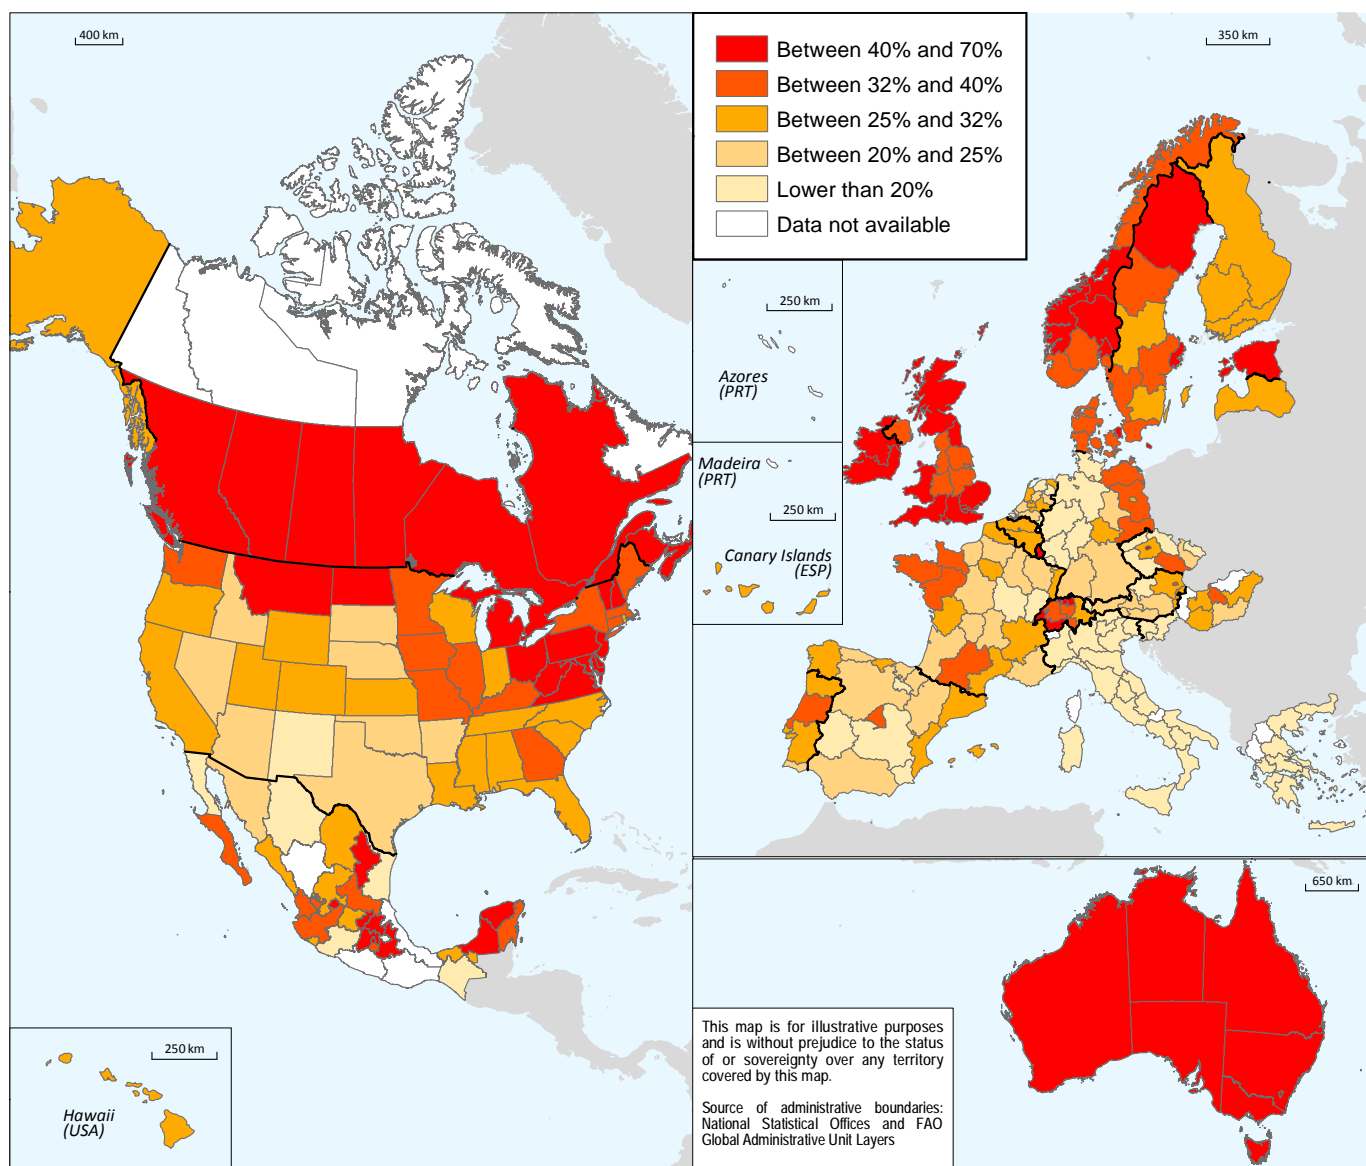 400 km
Between 40% and 70%
Between 32% and 40%
Between 25% and 32%
Between 20% and 25%
Lower than 20%
Data not available
350 km
250 km
Azores
(PRT)
Madeira
(PRT)
250 km
Canary Islands
(ESP)
650 km
This map is for illustrative purposes
and is without prejudice to the status
of or sovereignty over any territory
covered by this map.
Source of administrative boundaries:
National Statistical Offices and FAO
Global Administrative Unit Layers
250 km
Hawaii
(USA)